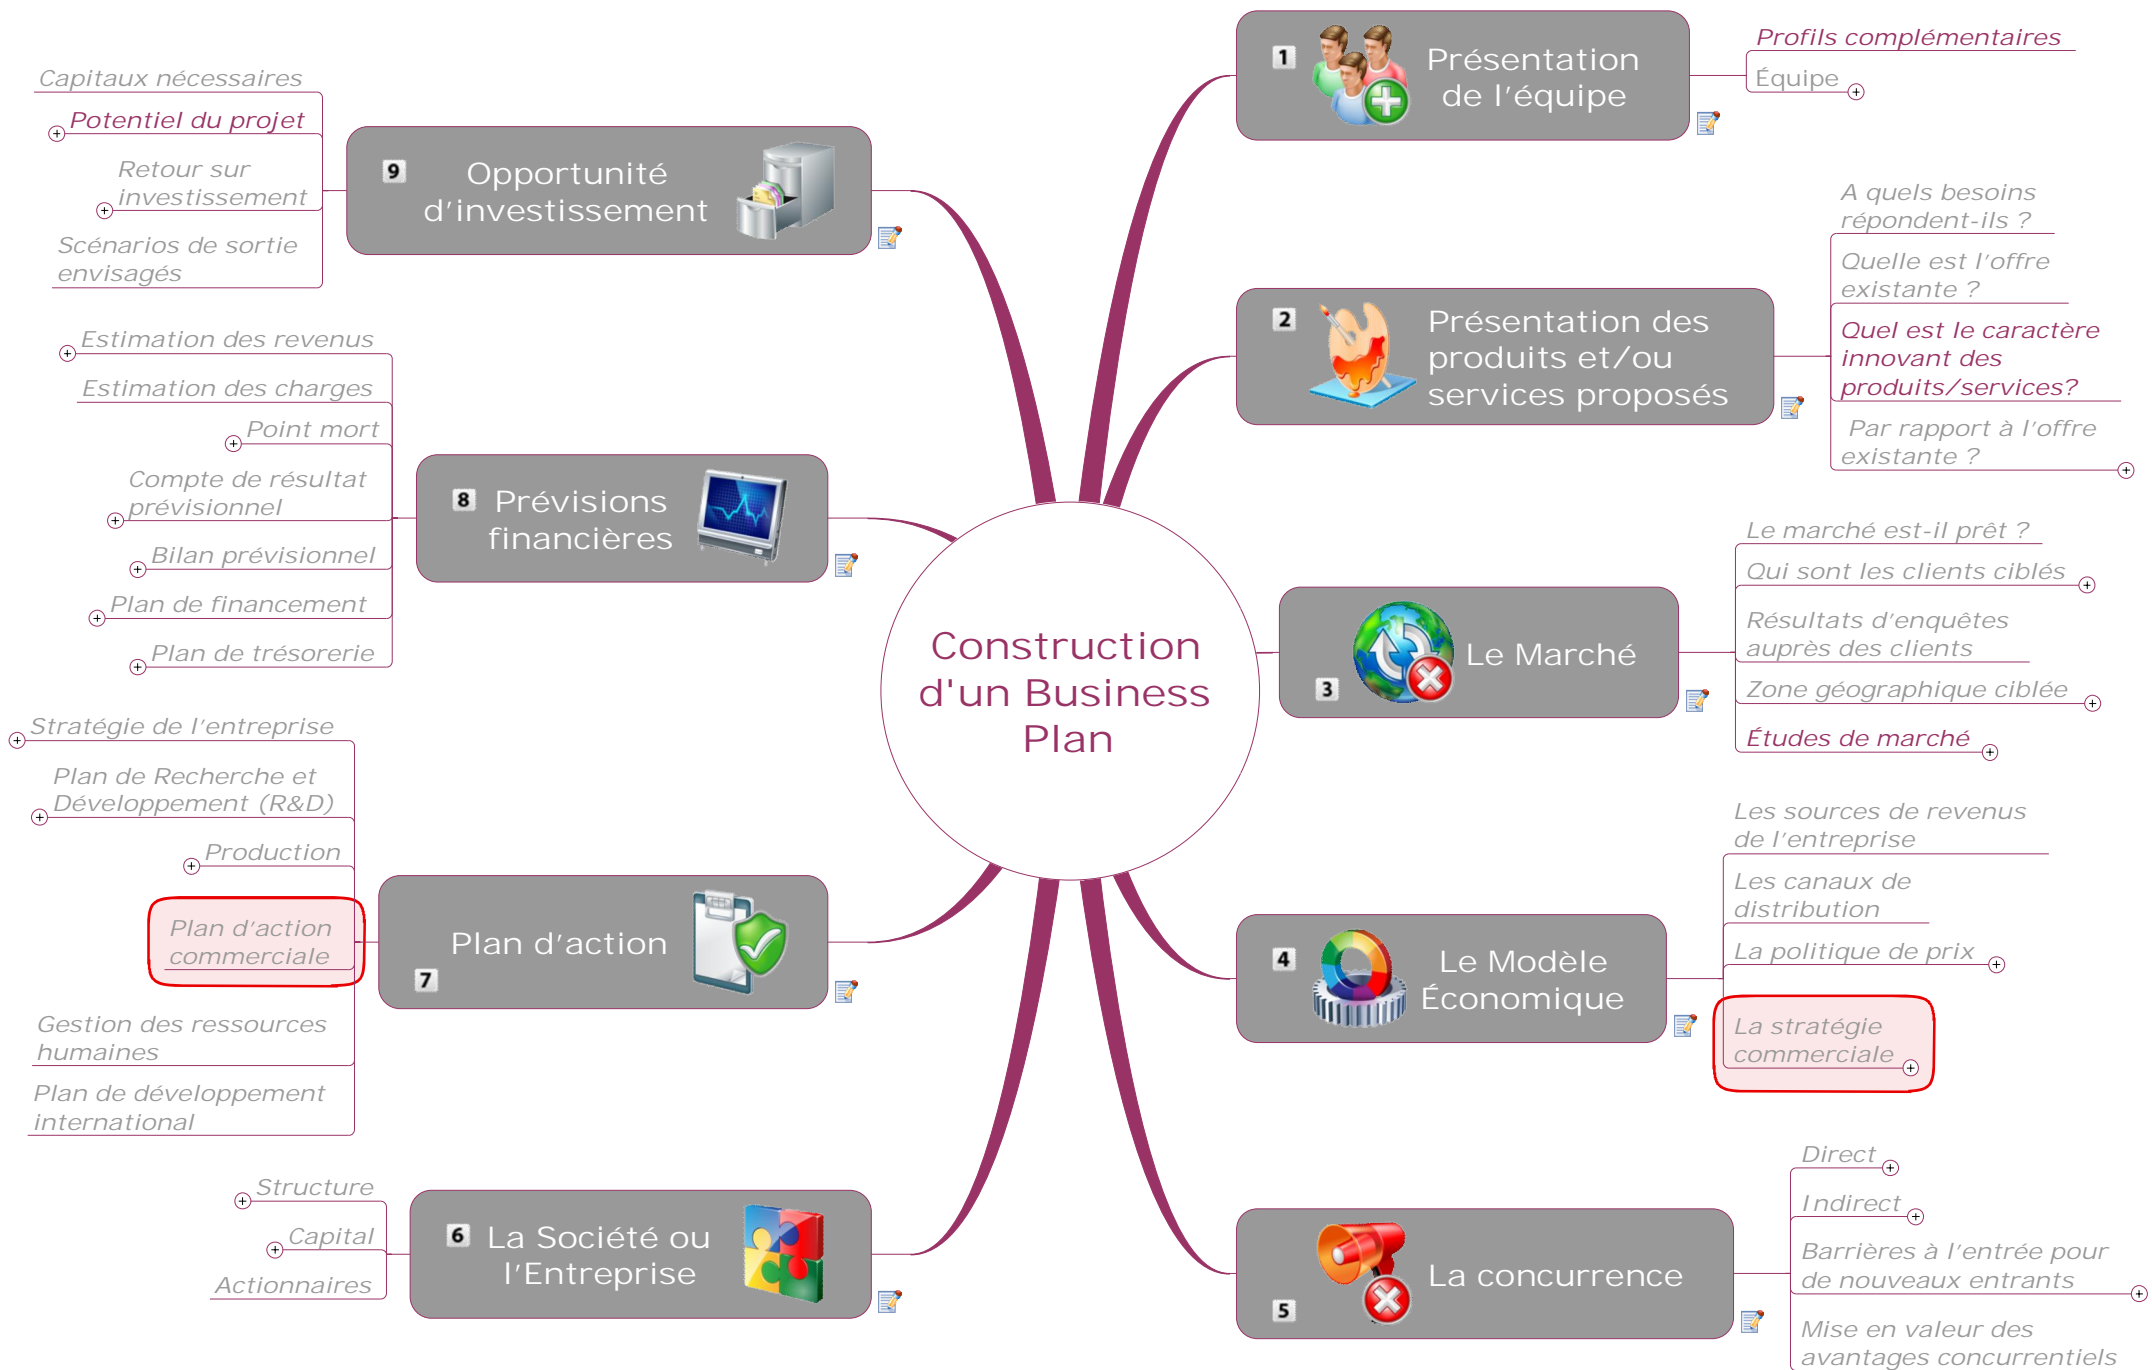 Construction
d'un Business
Plan
1
Présentation
de l'équipe
Profils complémentaires
Équipe
2
Présentation des
produits et/ou
services proposés
A quels besoins
répondent-ils ?
Quelle est l'offre
existante ?
Quel est le caractère
innovant des
produits/services?
Par rapport à l'offre
existante ?
3
Le Marché
Le marché est-il prêt ?
Qui sont les clients ciblés
Résultats d'enquêtes
auprès des clients
Zone géographique ciblée
Études de marché
4
Le Modèle
Économique
Les sources de revenus
de l'entreprise
Les canaux de
distribution
La politique de prix
La stratégie
commerciale
5
La concurrence
Direct
Indirect
Barrières à l'entrée pour
de nouveaux entrants
Mise en valeur des
avantages concurrentiels
6
La Société ou
l'Entreprise
Structure
Capital
Actionnaires
7
Plan d'action
Stratégie de l'entreprise
Plan de Recherche et
Développement (R&D)
Production
Plan d'action
commerciale
Gestion des ressources
humaines
Plan de développement
international
8
Prévisions
financières
Estimation des revenus
Estimation des charges
Point mort
Compte de résultat
prévisionnel
Bilan prévisionnel
Plan de financement
Plan de trésorerie
9
Opportunité
d'investissement
Capitaux nécessaires
Potentiel du projet
Retour sur
investissement
Scénarios de sortie
envisagés